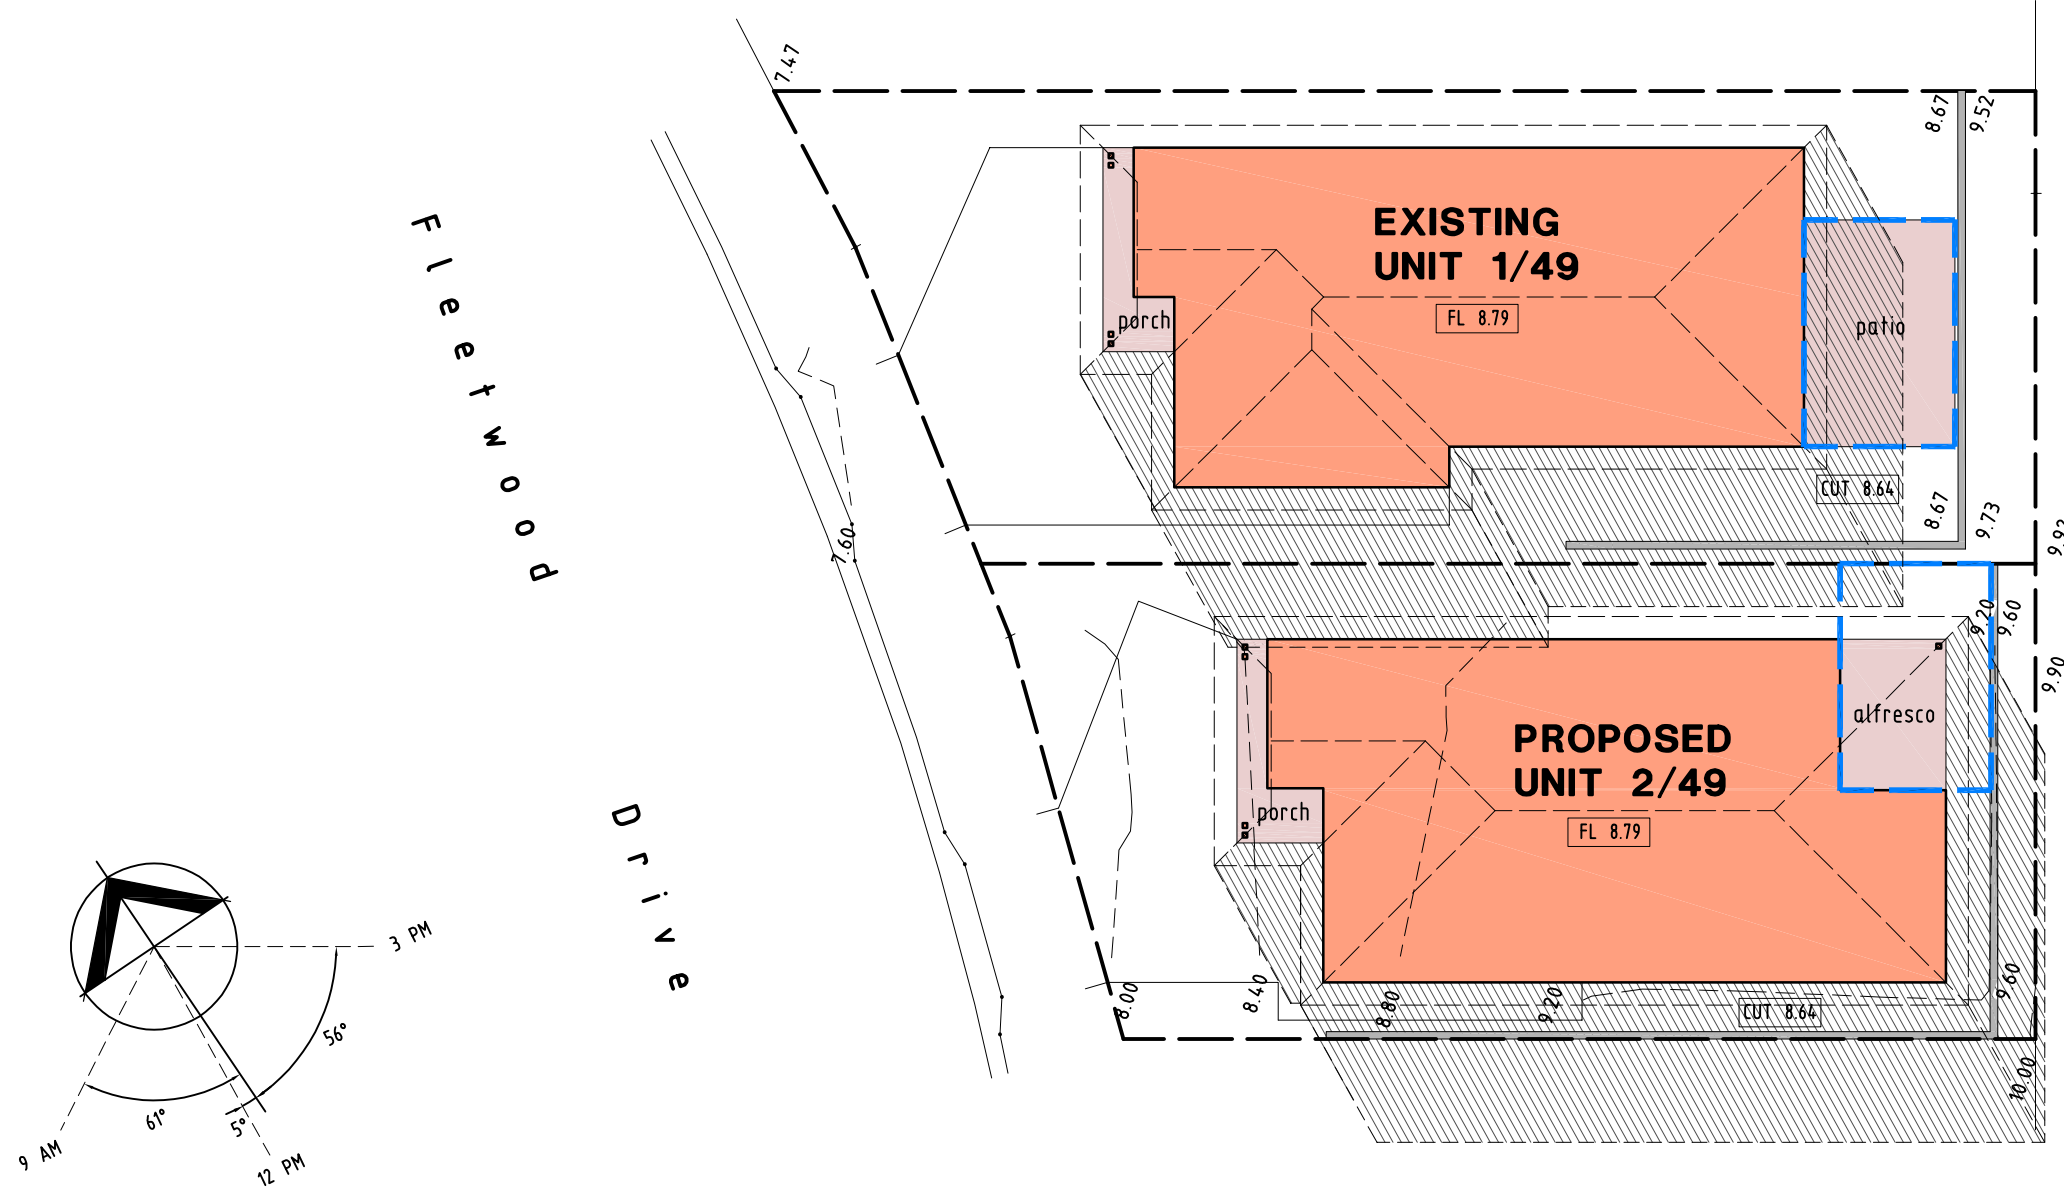 7.47
8.67
9.52
Fleetwood
Drive
EXISTING
UNIT 1/49
FL 8.79
porch
patio
CUT 8.64
8.67
9.73
7.60
9.20
9.60
9.90
PROPOSED
UNIT 2/49
FL 8.79
alfresco
porch
8.00
8.40
8.80
9.20
CUT 8.64
9.60
10.00
3 PM
56°
61°
5°
9 AM
12 PM